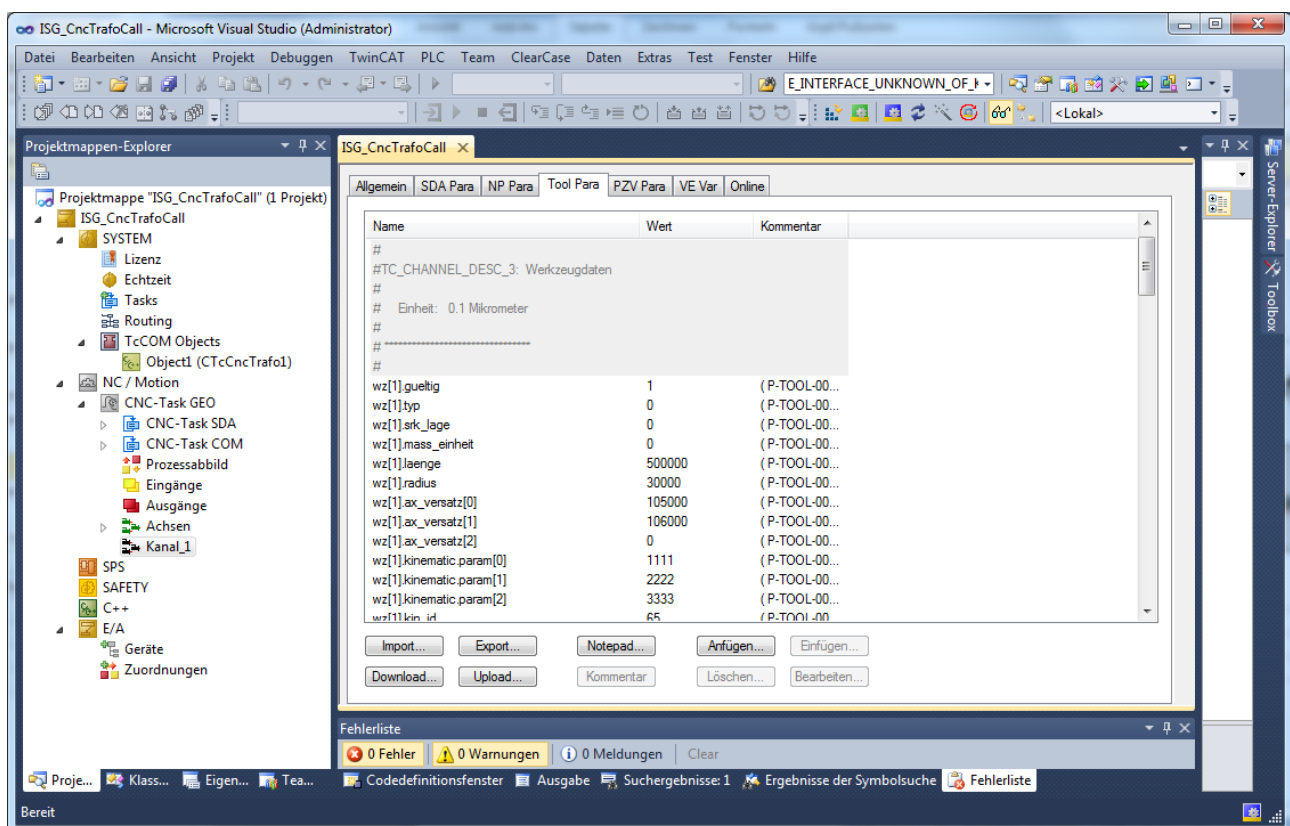 ISG_CncTrafoCall - Microsoft Visual Studio (Administrator)
Datei Bearbeiten Ansicht Projekt Debuggen TwinCAT PLC Team ClearCase Daten Extras Test Fenster Hilfe
E_INTERFACE_UNKNOWN_OF_
<Lokal>
Projektmappen-Explorer
Projektmappe "ISG_CncTrafoCall" (1 Projekt)
ISG_CncTrafoCall
SYSTEM
Lizenz
Echtzeit
Tasks
Routing
TcCOM Objects
Object1 (CTcCncTrafo1)
NC / Motion
CNC-Task GEO
CNC-Task SDA
CNC-Task COM
Prozessabbild
Eingänge
Ausgänge
Achsen
Kanal_1
SPS
SAFETY
C++
E/A
Geräte
Zuordnungen
Proje... Klass... Eigen... Tea...
ISG_CncTrafoCall
Allgemein SDA Para NP Para Tool Para PZV Para VE Var Online
Name Wert Kommentar
#
#TC_CHANNEL_DESC_3: Werkzeugdaten
#
# Einheit: 0.1 Mikrometer
#
# ********************************
#
wz[1].gueltig 1 ( P-TOOL-00...
wz[1].typ 0 ( P-TOOL-00...
wz[1].srk_lage 0 ( P-TOOL-00...
wz[1].mass_einheit 0 ( P-TOOL-00...
wz[1].laenge 500000 ( P-TOOL-00...
wz[1].radius 30000 ( P-TOOL-00...
wz[1].ax_versatz[0] 105000 ( P-TOOL-00...
wz[1].ax_versatz[1] 106000 ( P-TOOL-00...
wz[1].ax_versatz[2] 0 ( P-TOOL-00...
wz[1].kinematic.param[0] 1111 ( P-TOOL-00...
wz[1].kinematic.param[1] 2222 ( P-TOOL-00...
wz[1].kinematic.param[2] 3333 ( P-TOOL-00...
wz[1].kin_id 65 ( P-TOOL-00
Import... Export... Notepad... Anfügen... Einfügen...
Download... Upload... Kommentar Löschen... Bearbeiten...
Fehlerliste
0 Fehler 0 Warnungen 0 Meldungen Clear
Codedefinitionsfenster Ausgabe Suchergebnisse: 1 Ergebnisse der Symbolsuche Fehlerliste
Server-Explorer
Toolbox
Bereit